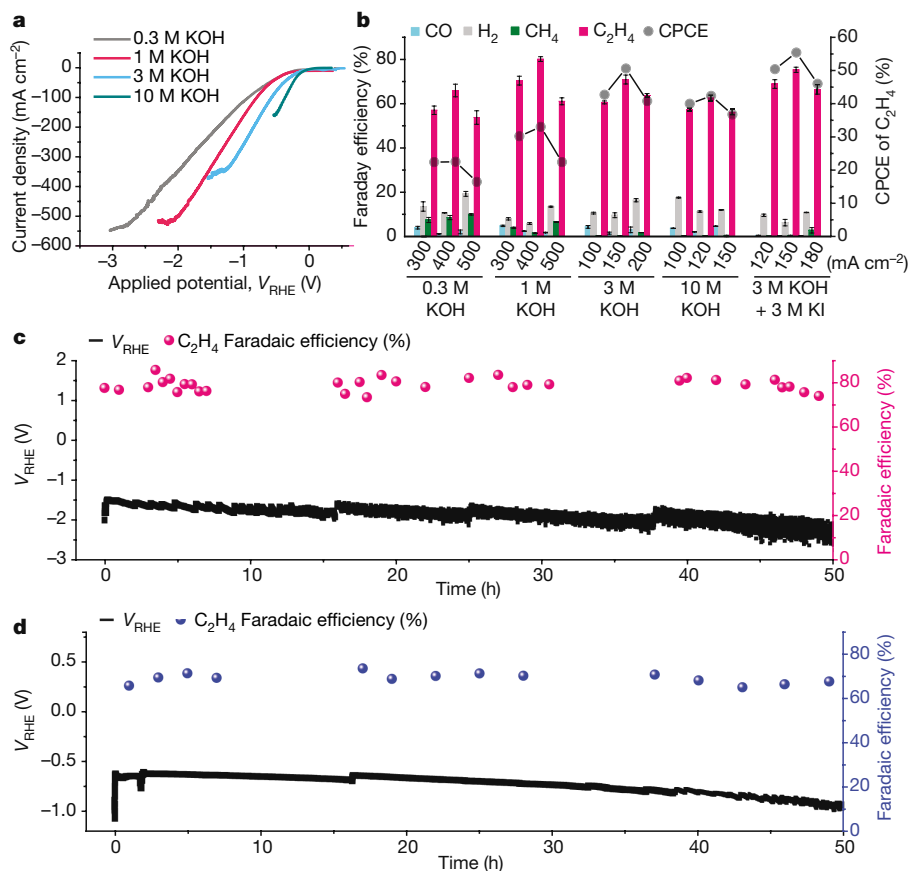 a
0.3 M KOH
1 M KOH
3 M KOH
10 M KOH
Current density (mA cm⁻²)
0
−100
−200
−300
−400
−500
−600
−3 −2 −1 0 1
Applied potential, V_RHE (V)
b
CO H₂ CH₄ C₂H₄ CPCE
Faraday efficiency (%)
80
60
40
20
0
CPCE of C₂H₄ (%)
60
50
40
30
20
10
0
300 400 500 300 400 500 100 150 200 100 120 150 120 150 180 (mA cm⁻²)
0.3 M KOH
1 M KOH
3 M KOH
10 M KOH
3 M KOH + 3 M KI
c
V_RHE C₂H₄ Faradaic efficiency (%)
V_RHE (V)
2
1
0
−1
−2
−3
Faradaic efficiency (%)
80
60
40
20
0
0 10 20 30 40 50
Time (h)
d
V_RHE C₂H₄ Faradaic efficiency (%)
V_RHE (V)
0.5
0.0
−0.5
−1.0
Faradaic efficiency (%)
80
60
40
20
0
0 10 20 30 40 50
Time (h)